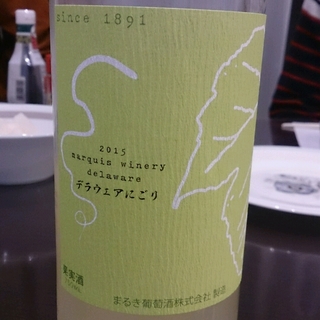 since 1891
2015
marquis winery
delaware
デラウェアにごり
果実酒
まるき葡萄酒株式会社 製造